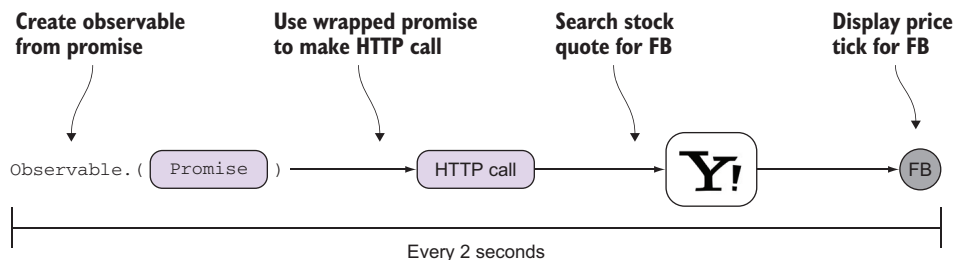 Create observable
from promise
Use wrapped promise
to make HTTP call
Search stock
quote for FB
Display price
tick for FB
Observable.( Promise )
HTTP call
Y!
FB
Every 2 seconds